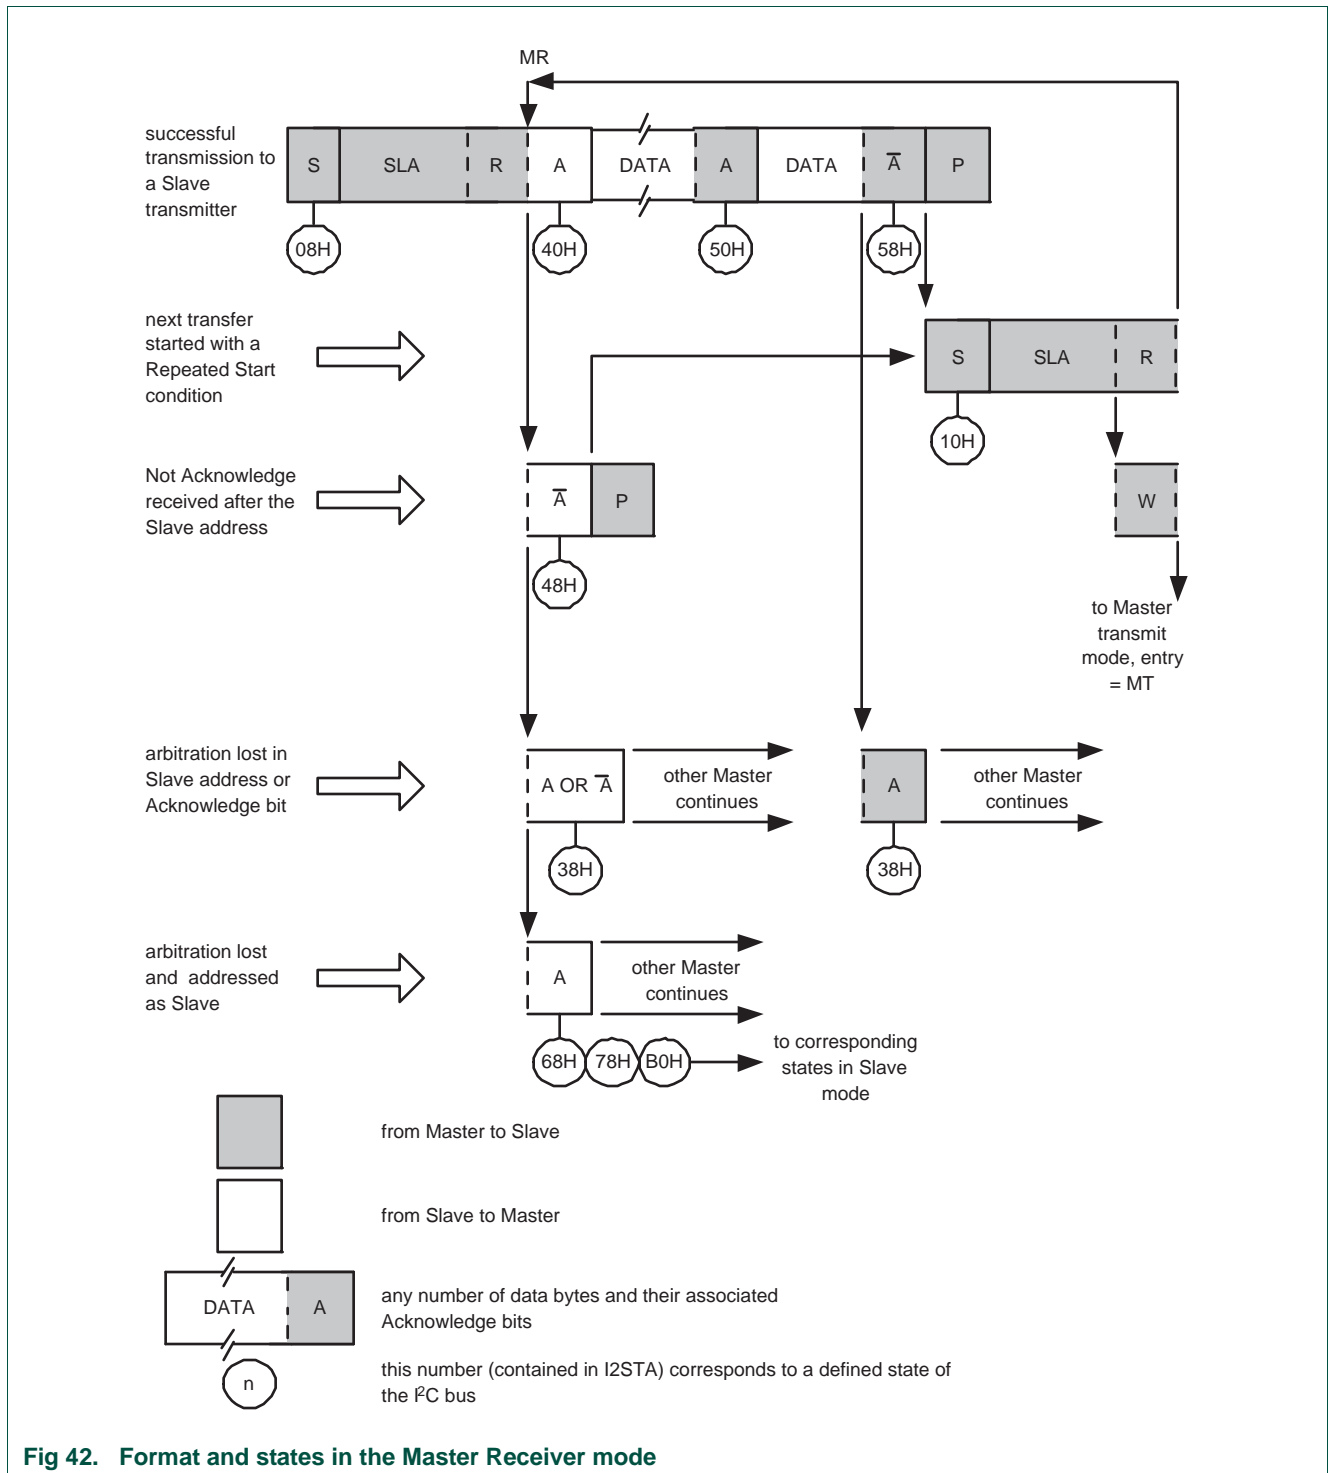 MR
successful
transmission to
a Slave
transmitter
S SLA R A DATA A DATA A̅ P
08H 40H 50H 58H
next transfer
started with a
Repeated Start
condition
S SLA R
10H
Not Acknowledge
received after the
Slave address
A̅ P
W
48H
to Master
transmit
mode, entry
= MT
arbitration lost in
Slave address or
Acknowledge bit
A OR A̅
other Master
continues
A
other Master
continues
38H 38H
arbitration lost
and addressed
as Slave
A
other Master
continues
68H 78H B0H
to corresponding
states in Slave
mode
from Master to Slave
from Slave to Master
DATA A
any number of data bytes and their associated
Acknowledge bits
n
this number (contained in I2STA) corresponds to a defined state of
the I²C bus
Fig 42. Format and states in the Master Receiver mode